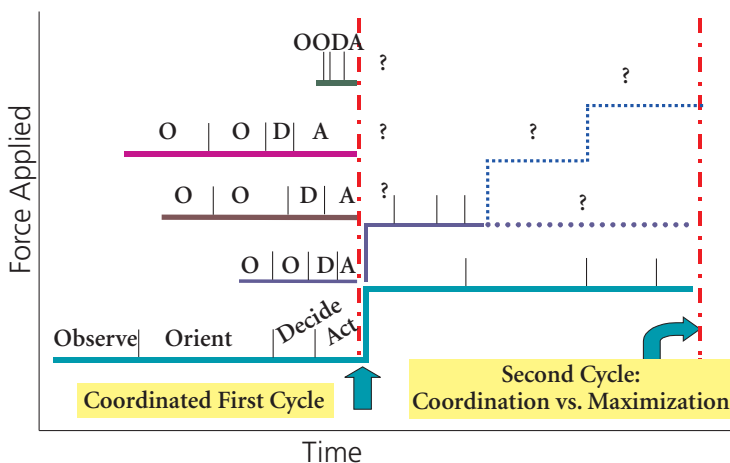 OODA
?
?
O O D A
?
?
O O D A
?
?
O O D A
Observe Orient Decide Act
Coordinated First Cycle
Second Cycle:
Coordination vs. Maximization
Force Applied
Time